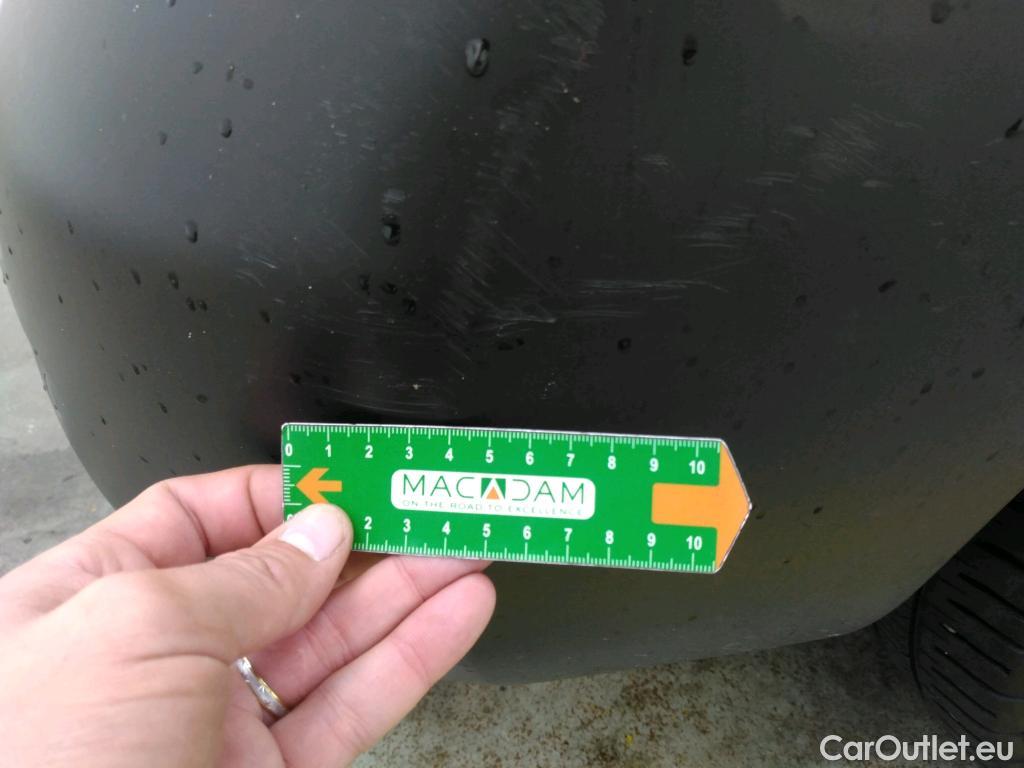 0 1 2 3 4 5 6 7 8 9 10
MACADAM
ON THE ROAD TO EXCELLENCE
0 2 3 4 5 6 7 8 9 10
CarOutlet.eu